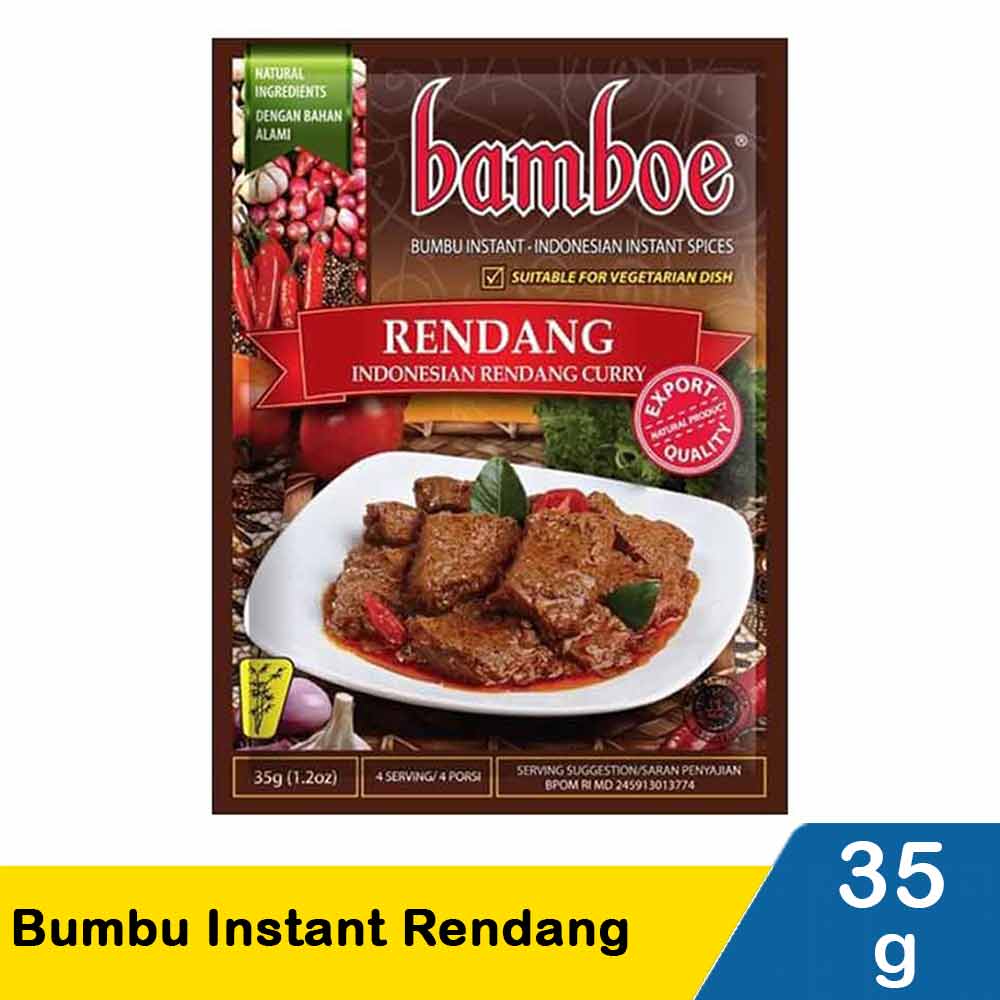 NATURAL
INGREDIENTS
DENGAN BAHAN
ALAMI
bamboe®
BUMBU INSTANT - INDONESIAN INSTANT SPICES
SUITABLE FOR VEGETARIAN DISH
RENDANG
INDONESIAN RENDANG CURRY
EXPORT
NATURAL PRODUCT
QUALITY
35g (1.2oz)
4 SERVING/ 4 PORSI
SERVING SUGGESTION/SARAN PENYAJIAN
BPOM RI MD 245913013774
Bumbu Instant Rendang
35
g